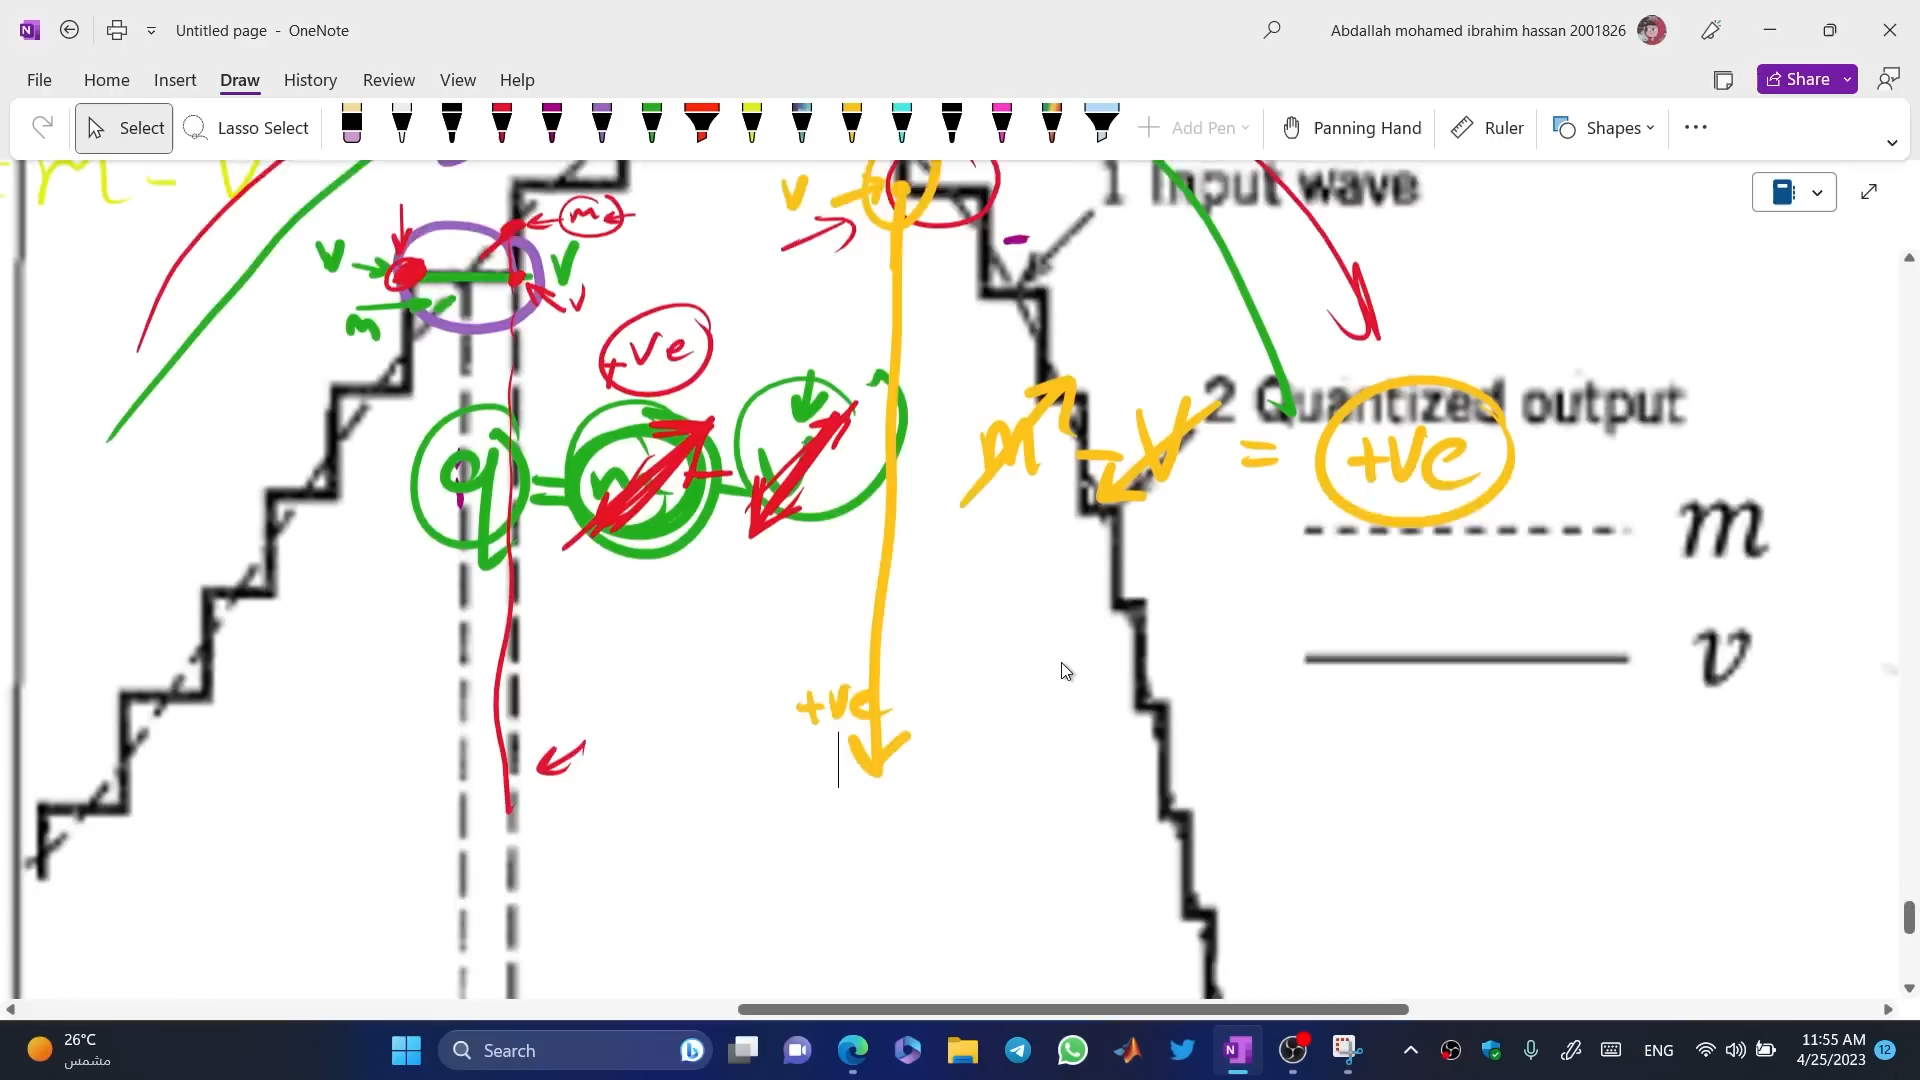 Untitled page - OneNote
Abdallah mohamed ibrahim hassan 2001826
File Home Insert Draw History Review View Help
Share
Select
Lasso Select
Add Pen
Panning Hand
Ruler
Shapes
= m - V
1 Input wave
V
m
V
V
m
V
+Ve
2 Quantized output
q = m - V
m - V = +Ve
m
v
+ve
26°C
مشمس
Search
ENG
11:55 AM
4/25/2023
12